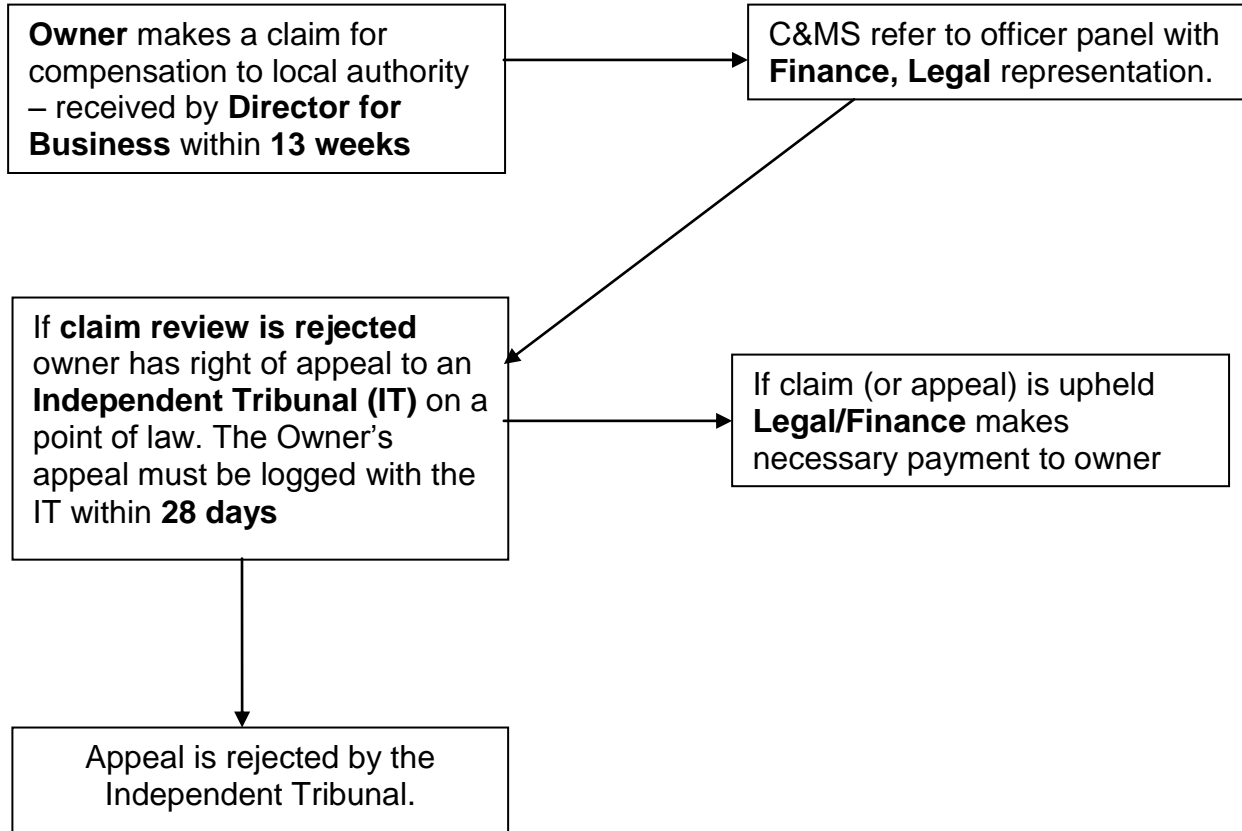 Owner makes a claim for
compensation to local authority
– received by Director for
Business within 13 weeks
C&MS refer to officer panel with
Finance, Legal representation.
If claim review is rejected
owner has right of appeal to an
Independent Tribunal (IT) on a
point of law. The Owner’s
appeal must be logged with the
IT within 28 days
If claim (or appeal) is upheld
Legal/Finance makes
necessary payment to owner
Appeal is rejected by the
Independent Tribunal.